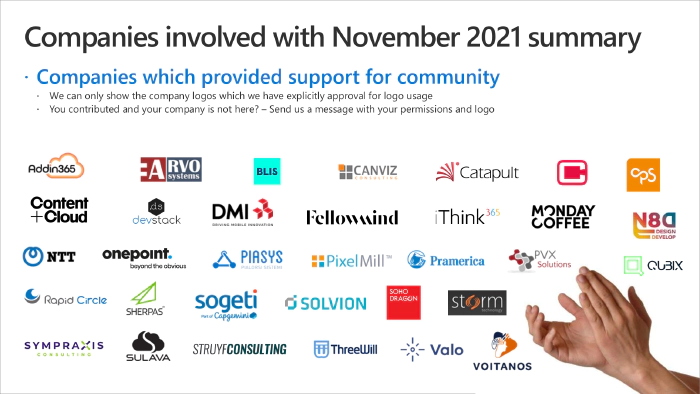 Companies involved with November 2021 summary
· Companies which provided support for community
· We can only show the company logos which we have explicitly approval for logo usage
· You contributed and your company is not here? – Send us a message with your permissions and logo
Addin365
ARVO
systems
BLIS
CANVIZ
CONSULTING
Catapult
CPS
Content
+Cloud
.ds
devstack
DMI
DRIVING MOBILE INNOVATION
Fellowmind
iThink365
MONDAY
COFFEE
N8D
DESIGN
DEVELOP
NTT
onepoint.
beyond the obvious
PIASYS
PixelMill™
Pramerica
PVX
Solutions
QUBIX
Rapid Circle
SHERPAS
sogeti
Part of Capgemini
SOLVION
SOHO
DRAGON
storm
technology
SYMPRAXIS
CONSULTING
SULAVA
STRUYFCONSULTING
ThreeWill
Valo
VOITANOS